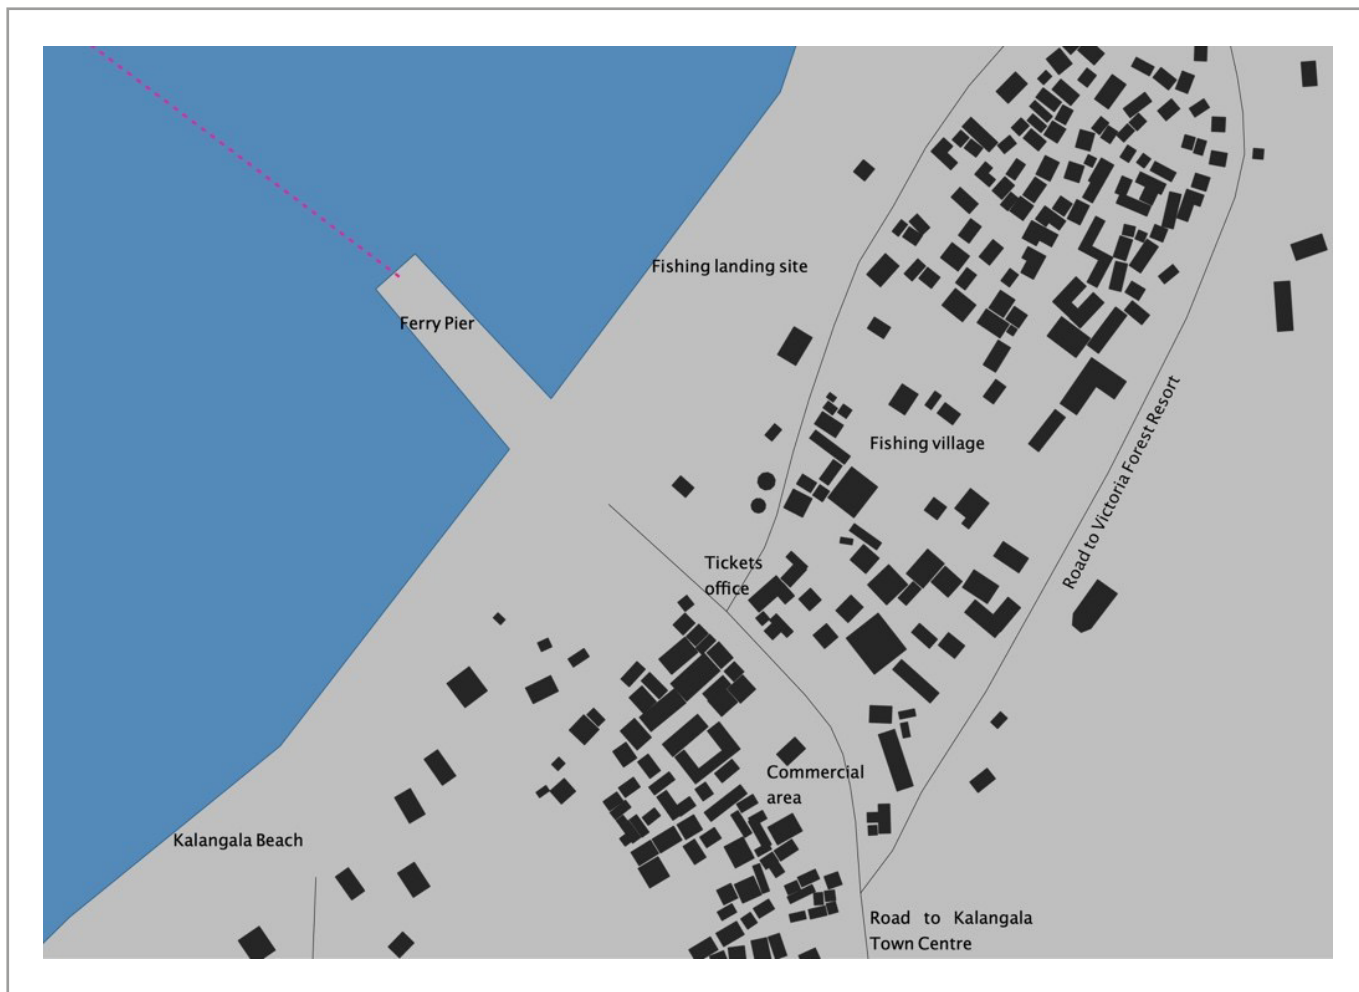 Fishing landing site
Ferry Pier
Fishing village
Road to Victoria Forest Resort
Tickets
office
Commercial
area
Kalangala Beach
Road to Kalangala
Town Centre